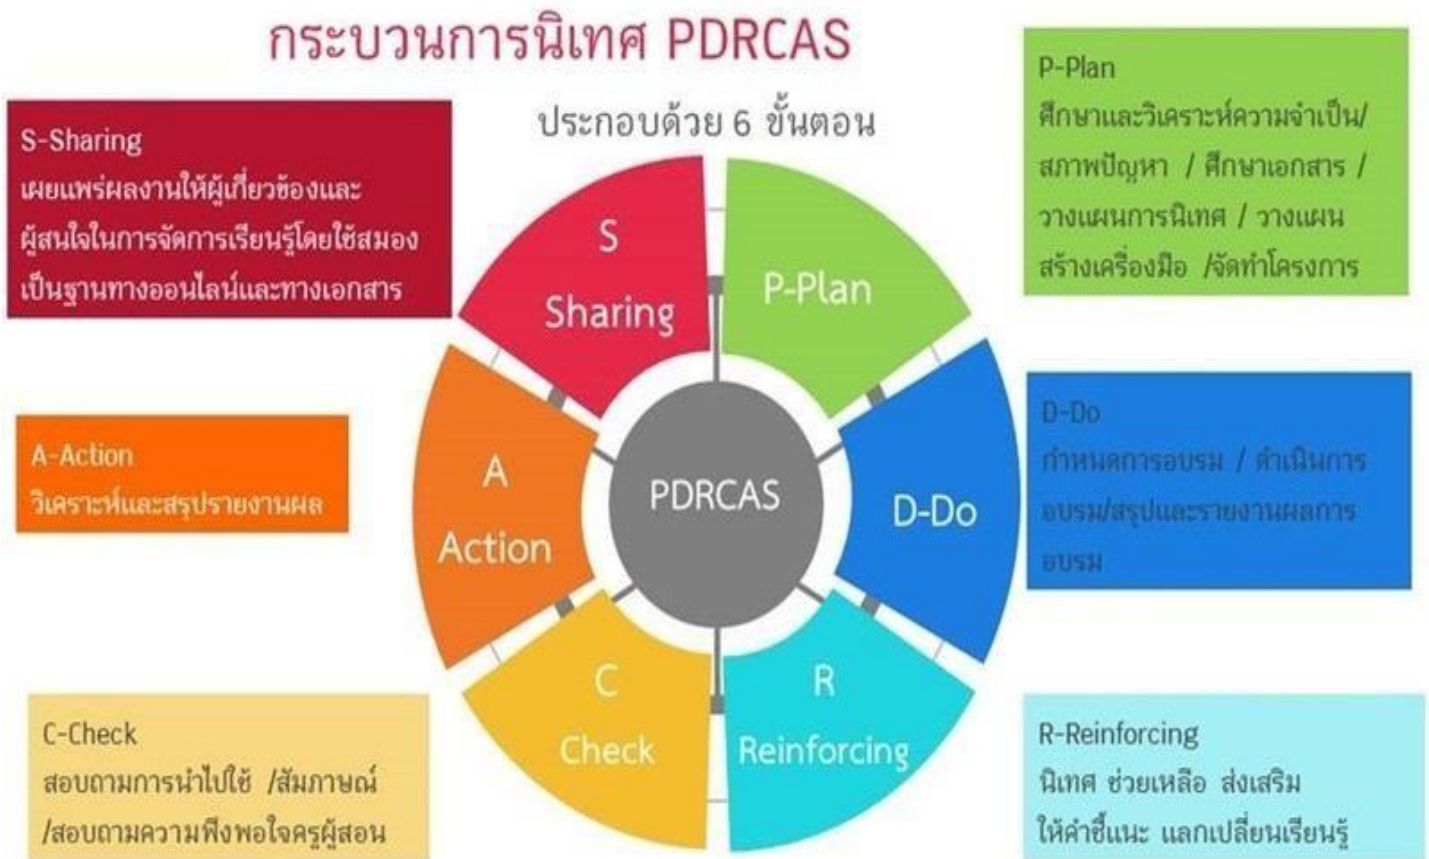 กระบวนการนิเทศ PDRCAS
ประกอบด้วย 6 ขั้นตอน
S-Sharing
เผยแพร่ผลงานให้ผู้เกี่ยวข้องและ
ผู้สนใจในการจัดการเรียนรู้โดยใช้สมอง
เป็นฐานทางออนไลน์และทางเอกสาร
P-Plan
ศึกษาและวิเคราะห์ความจำเป็น/
สภาพปัญหา / ศึกษาเอกสาร /
วางแผนการนิเทศ / วางแผน
สร้างเครื่องมือ /จัดทำโครงการ
S
Sharing
P-Plan
A-Action
วิเคราะห์และสรุปรายงานผล
A
Action
PDRCAS
D-Do
D-Do
กำหนดการอบรม / ดำเนินการ
อบรม/สรุปและรายงานผลการ
อบรม
C
Check
R
Reinforcing
C-Check
สอบถามการนำไปใช้ /สัมภาษณ์
/สอบถามความพึงพอใจครูผู้สอน
R-Reinforcing
นิเทศ ช่วยเหลือ ส่งเสริม
ให้คำชี้แนะ แลกเปลี่ยนเรียนรู้